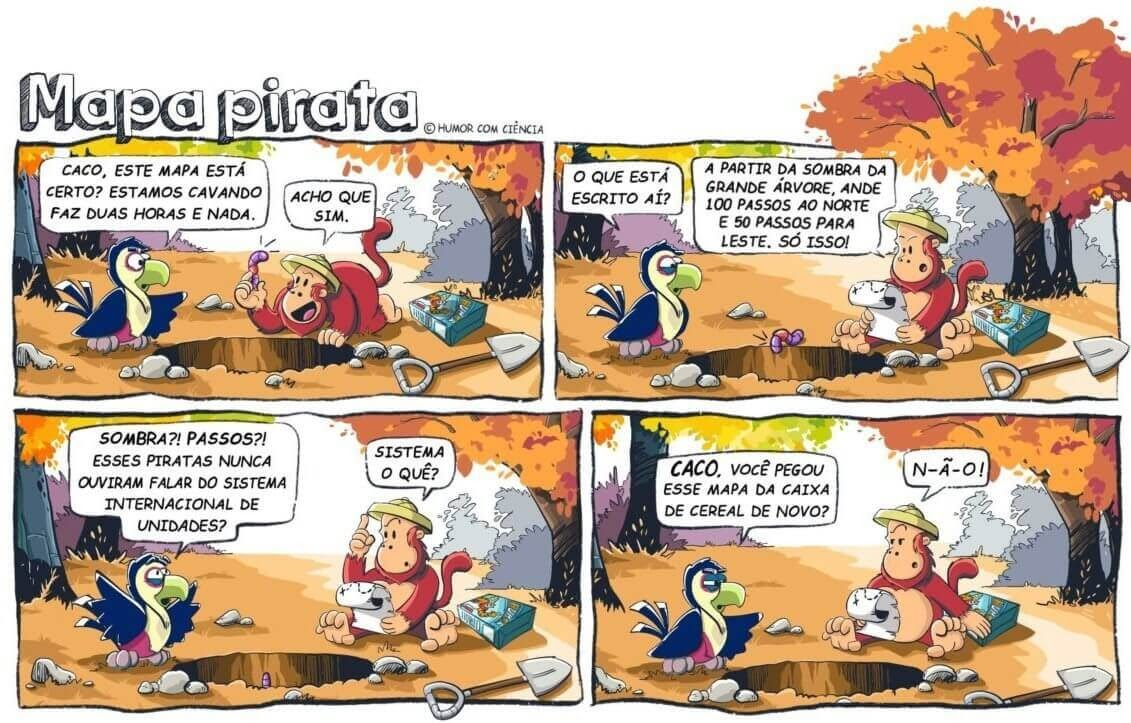 Mapa pirata
© HUMOR COM CIÊNCIA
CACO, ESTE MAPA ESTÁ
CERTO? ESTAMOS CAVANDO
FAZ DUAS HORAS E NADA.
ACHO QUE
SIM.
O QUE ESTÁ
ESCRITO AÍ?
A PARTIR DA SOMBRA DA
GRANDE ÁRVORE, ANDE
100 PASSOS AO NORTE
E 50 PASSOS PARA
LESTE. SÓ ISSO!
SOMBRA?! PASSOS?!
ESSES PIRATAS NUNCA
OUVIRAM FALAR DO SISTEMA
INTERNACIONAL DE
UNIDADES?
SISTEMA
O QUÊ?
CACO, VOCÊ PEGOU
ESSE MAPA DA CAIXA
DE CEREAL DE NOVO?
N-Ã-O!